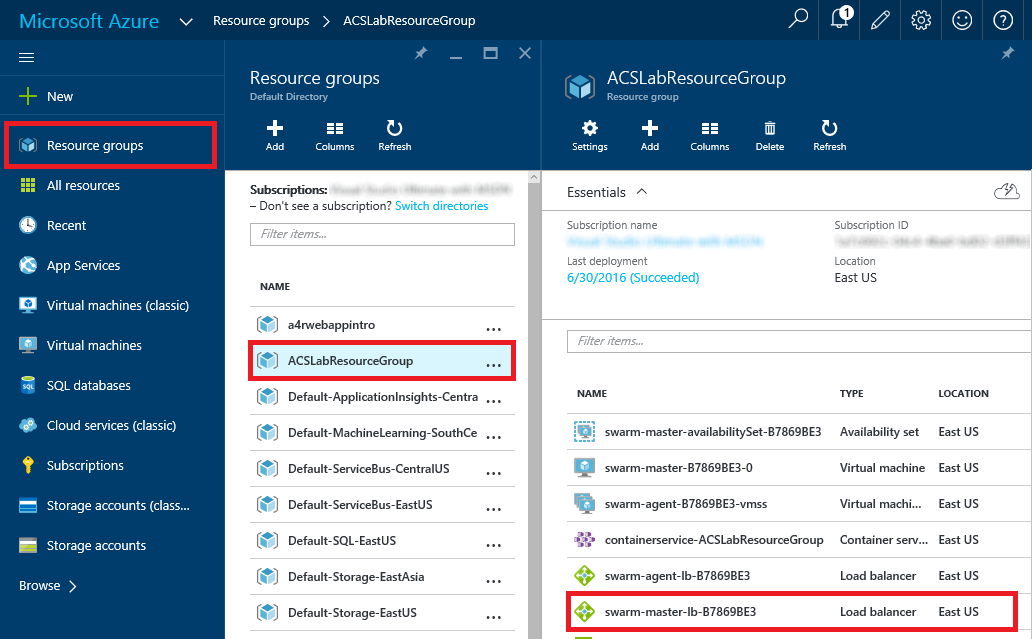 Microsoft Azure Resource groups > ACSLabResourceGroup 1
New
Resource groups
All resources
Recent
App Services
Virtual machines (classic)
Virtual machines
SQL databases
SQL
Cloud services (classic)
Subscriptions
Storage accounts (class...
Storage accounts
Browse >
Resource groups
Default Directory
Add Columns Refresh
Subscriptions:
– Don't see a subscription? Switch directories
Filter items...
NAME
a4rwebappintro ...
ACSLabResourceGroup ...
Default-ApplicationInsights-Centra ...
Default-MachineLearning-SouthCe ...
Default-ServiceBus-CentralUS ...
Default-ServiceBus-EastUS ...
Default-SQL-EastUS ...
Default-Storage-EastAsia ...
Default-Storage-EastUS ...
ACSLabResourceGroup
Resource group
Settings Add Columns Delete Refresh
Essentials
Subscription name Subscription ID
Last deployment Location
6/30/2016 (Succeeded) East US
Filter items...
NAME TYPE LOCATION
swarm-master-availabilitySet-B7869BE3 Availability set East US
swarm-master-B7869BE3-0 Virtual machine East US
swarm-agent-B7869BE3-vmss Virtual machi... East US
containerservice-ACSLabResourceGroup Container serv... East US
swarm-agent-lb-B7869BE3 Load balancer East US
swarm-master-lb-B7869BE3 Load balancer East US